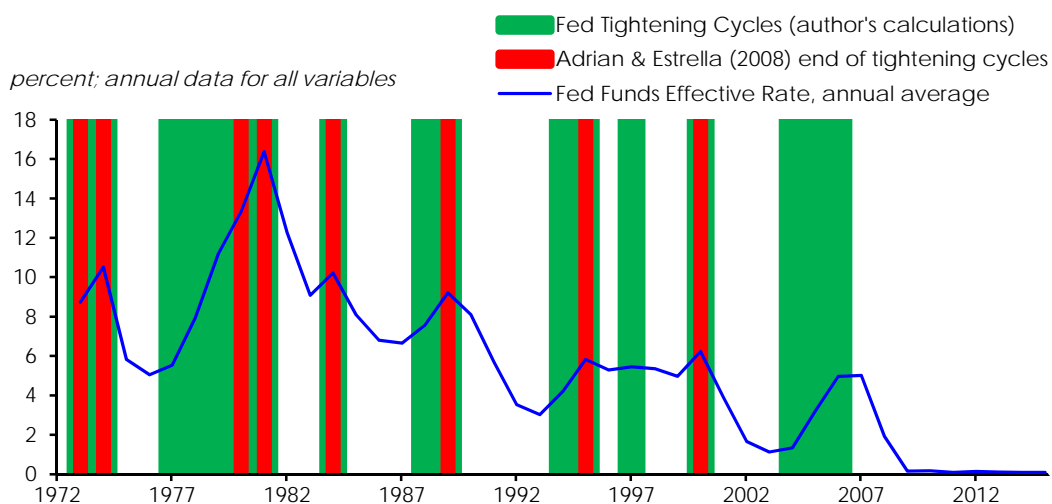 Fed Tightening Cycles (author's calculations)
Adrian & Estrella (2008) end of tightening cycles
percent; annual data for all variables
Fed Funds Effective Rate, annual average
18
16
14
12
10
8
6
4
2
0
1972 1977 1982 1987 1992 1997 2002 2007 2012